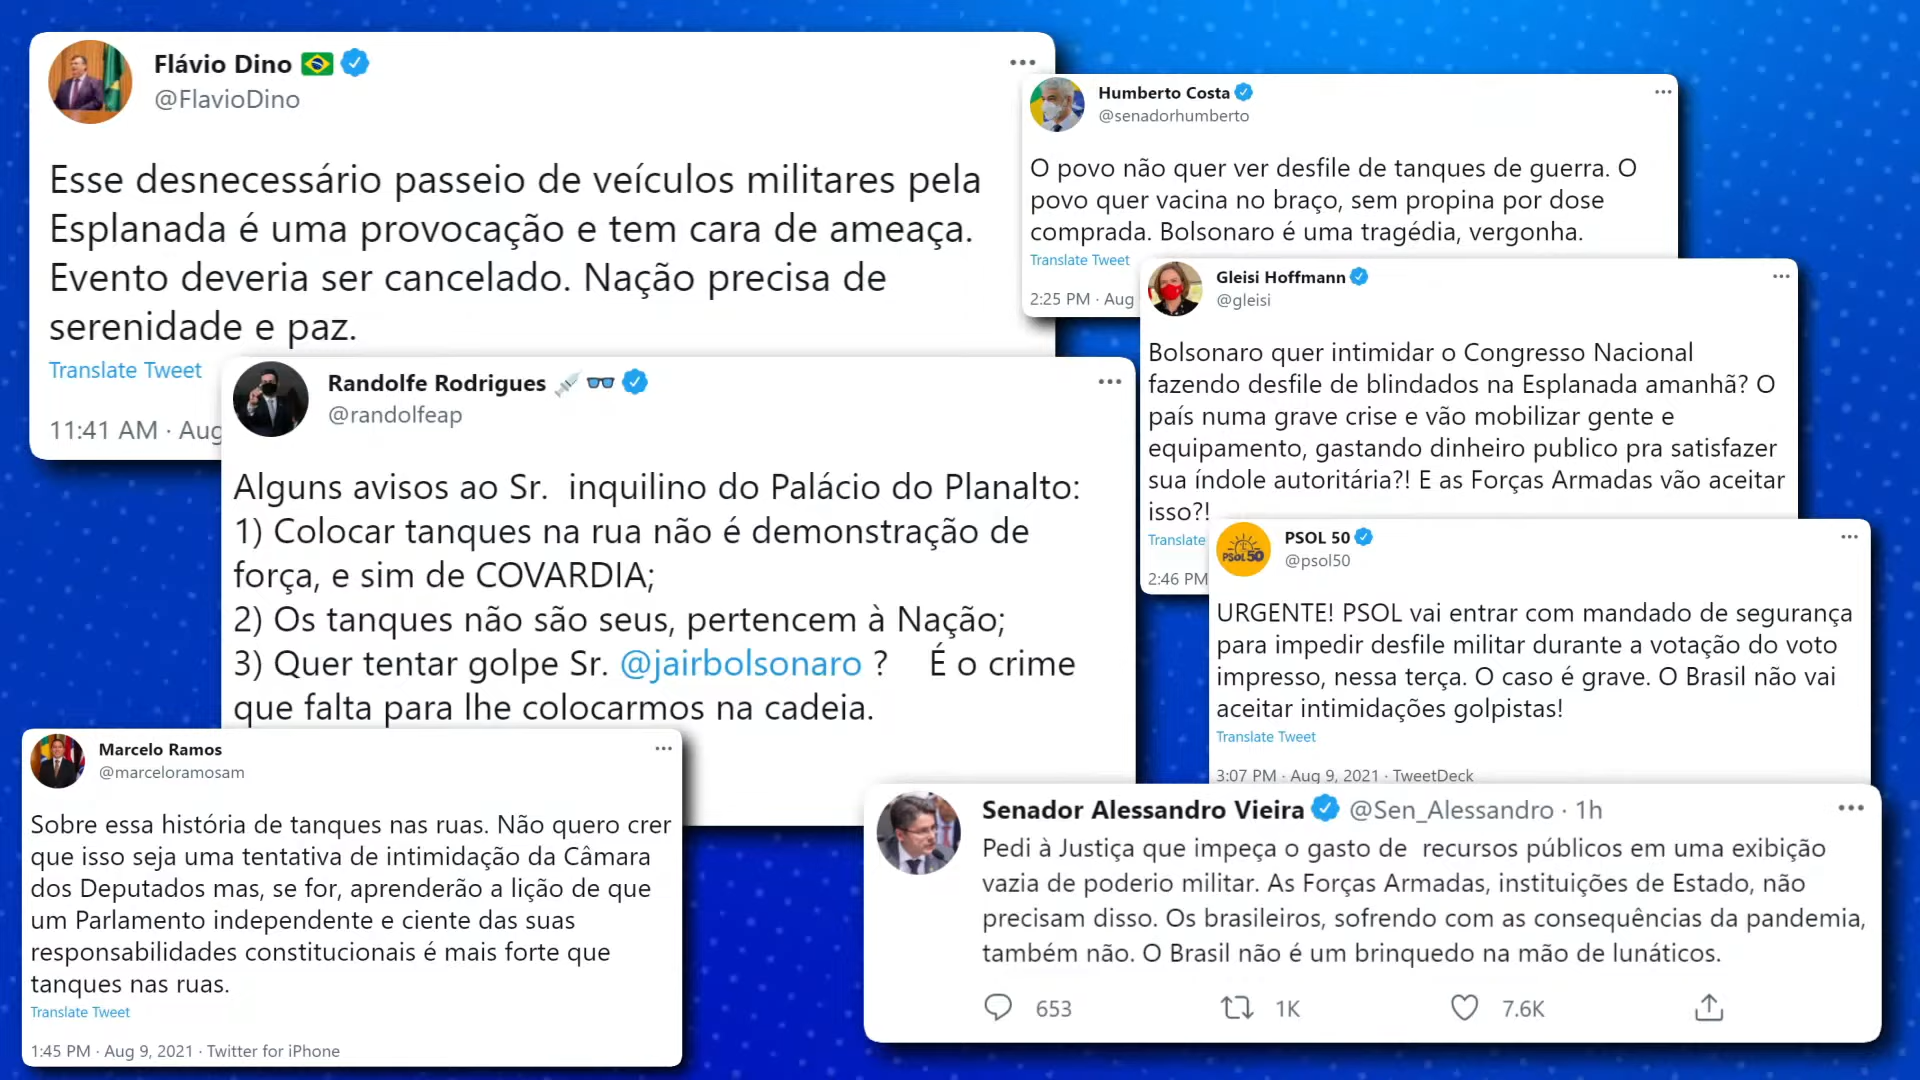 Flávio Dino
@FlavioDino
Esse desnecessário passeio de veículos militares pela
Esplanada é uma provocação e tem cara de ameaça.
Evento deveria ser cancelado. Nação precisa de
serenidade e paz.
Translate Tweet
11:41 AM · Aug
Humberto Costa
@senadorhumberto
O povo não quer ver desfile de tanques de guerra. O
povo quer vacina no braço, sem propina por dose
comprada. Bolsonaro é uma tragédia, vergonha.
Translate Tweet
2:25 PM · Aug
Gleisi Hoffmann
@gleisi
Bolsonaro quer intimidar o Congresso Nacional
fazendo desfile de blindados na Esplanada amanhã? O
país numa grave crise e vão mobilizar gente e
equipamento, gastando dinheiro publico pra satisfazer
sua índole autoritária?! E as Forças Armadas vão aceitar
isso?!
Translate
2:46 PM
Randolfe Rodrigues
@randolfeap
Alguns avisos ao Sr.  inquilino do Palácio do Planalto:
1) Colocar tanques na rua não é demonstração de
força, e sim de COVARDIA;
2) Os tanques não são seus, pertencem à Nação;
3) Quer tentar golpe Sr. @jairbolsonaro ?    É o crime
que falta para lhe colocarmos na cadeia.
PSOL 50
PSOL 50
@psol50
URGENTE! PSOL vai entrar com mandado de segurança
para impedir desfile militar durante a votação do voto
impresso, nessa terça. O caso é grave. O Brasil não vai
aceitar intimidações golpistas!
Translate Tweet
3:07 PM · Aug 9, 2021 · TweetDeck
Marcelo Ramos
@marceloramosam
Sobre essa história de tanques nas ruas. Não quero crer
que isso seja uma tentativa de intimidação da Câmara
dos Deputados mas, se for, aprenderão a lição de que
um Parlamento independente e ciente das suas
responsabilidades constitucionais é mais forte que
tanques nas ruas.
Translate Tweet
1:45 PM · Aug 9, 2021 · Twitter for iPhone
Senador Alessandro Vieira @Sen_Alessandro · 1h
Pedi à Justiça que impeça o gasto de  recursos públicos em uma exibição
vazia de poderio militar. As Forças Armadas, instituições de Estado, não
precisam disso. Os brasileiros, sofrendo com as consequências da pandemia,
também não. O Brasil não é um brinquedo na mão de lunáticos.
653 1K 7.6K